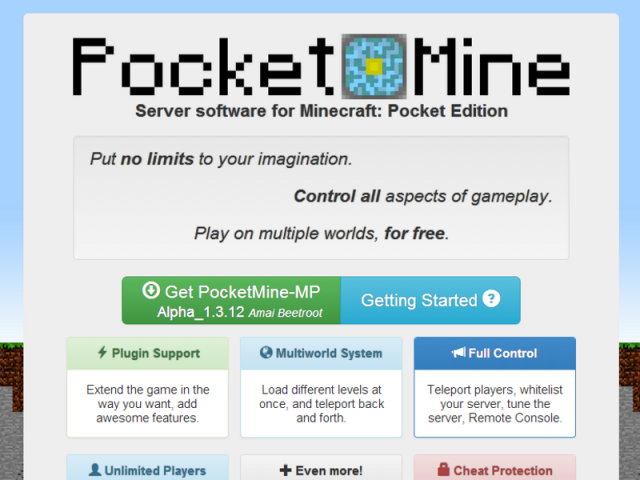 Pocket Mine
Server software for Minecraft: Pocket Edition
Put no limits to your imagination.
Control all aspects of gameplay.
Play on multiple worlds, for free.
Get PocketMine-MP
Alpha_1.3.12 Amai Beetroot
Getting Started ?
Plugin Support
Extend the game in the
way you want, add
awesome features.
Multiworld System
Load different levels at
once, and teleport back
and forth.
Full Control
Teleport players, whitelist
your server, tune the
server, Remote Console.
Unlimited Players
Even more!
Cheat Protection